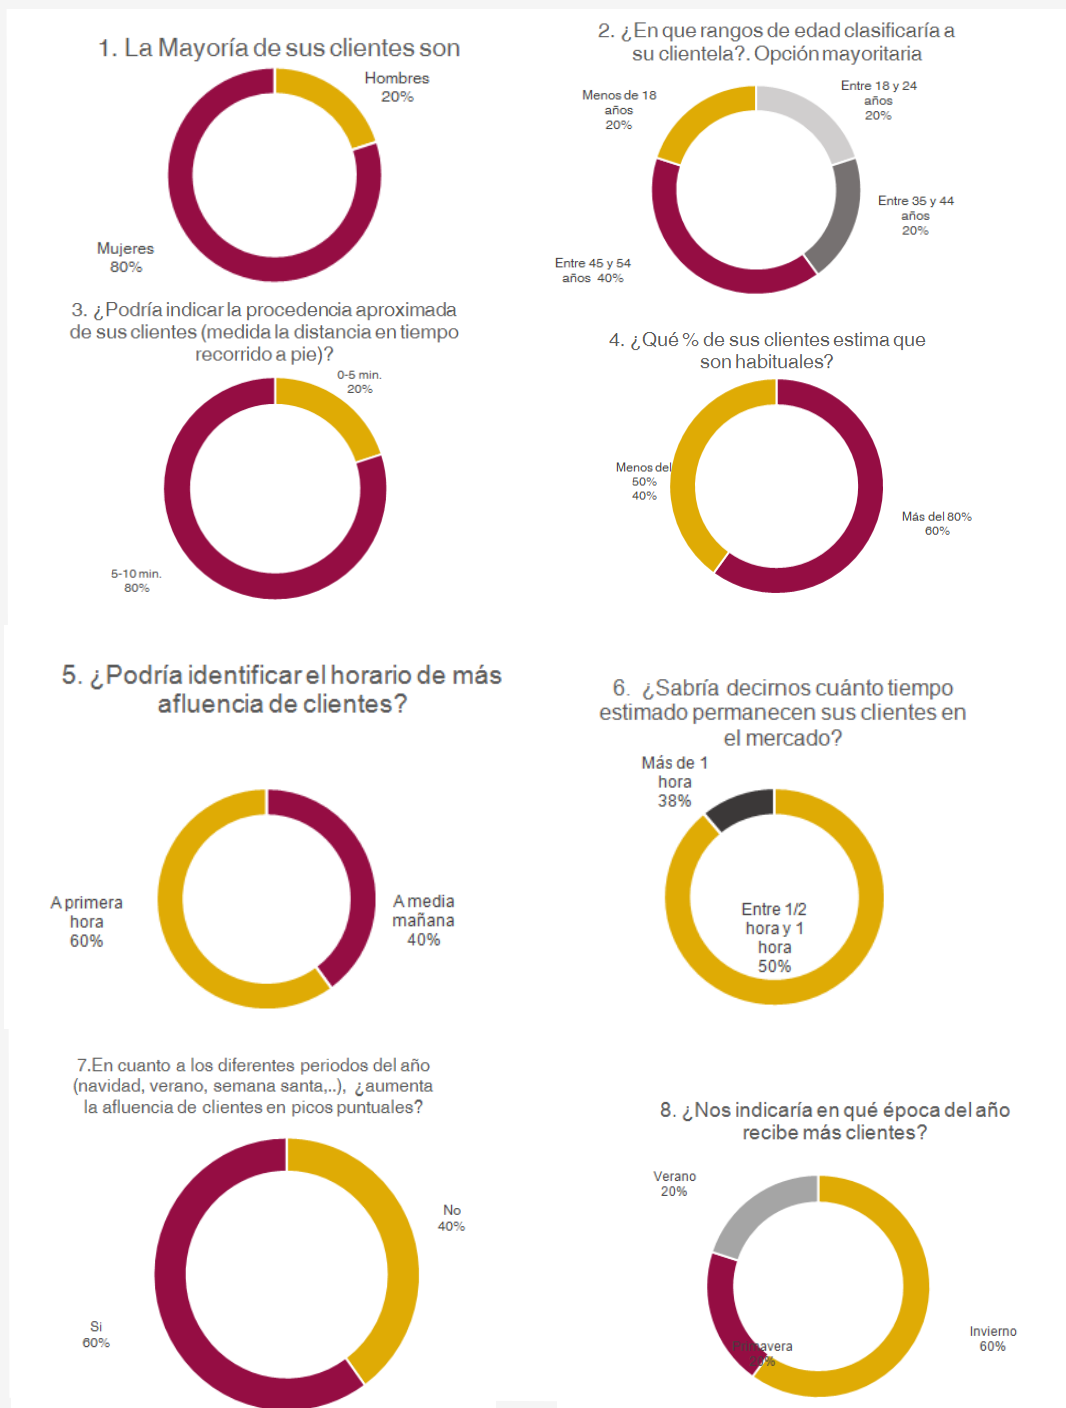 1. La Mayoría de sus clientes son
Hombres
20%
Mujeres
80%
2. ¿En que rangos de edad clasificaría a
su clientela?. Opción mayoritaria
Menos de 18
años
20%
Entre 18 y 24
años
20%
Entre 35 y 44
años
20%
Entre 45 y 54
años 40%
3. ¿Podría indicar la procedencia aproximada
de sus clientes (medida la distancia en tiempo
recorrido a pie)?
0-5 min.
20%
5-10 min.
80%
4. ¿Qué % de sus clientes estima que
son habituales?
Menos del
50%
40%
Más del 80%
60%
5. ¿Podría identificar el horario de más
afluencia de clientes?
A primera
hora
60%
A media
mañana
40%
6. ¿Sabría decirnos cuánto tiempo
estimado permanecen sus clientes en
el mercado?
Más de 1
hora
38%
Entre 1/2
hora y 1
hora
50%
7.En cuanto a los diferentes periodos del año
(navidad, verano, semana santa,..), ¿aumenta
la afluencia de clientes en picos puntuales?
No
40%
Si
60%
8. ¿Nos indicaría en qué época del año
recibe más clientes?
Verano
20%
Primavera
Invierno
60%